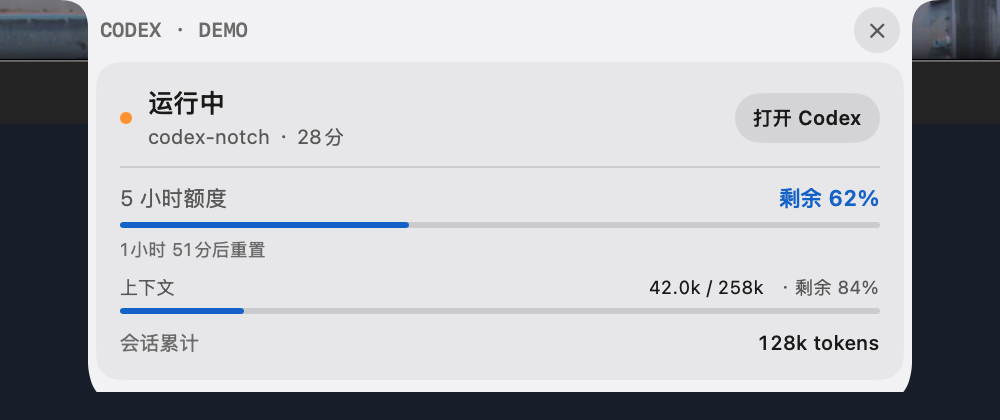 CODEX · DEMO
运行中
codex-notch · 28分
打开 Codex
5 小时额度
剩余 62%
1小时 51分后重置
上下文
42.0k / 258k · 剩余 84%
会话累计
128k tokens